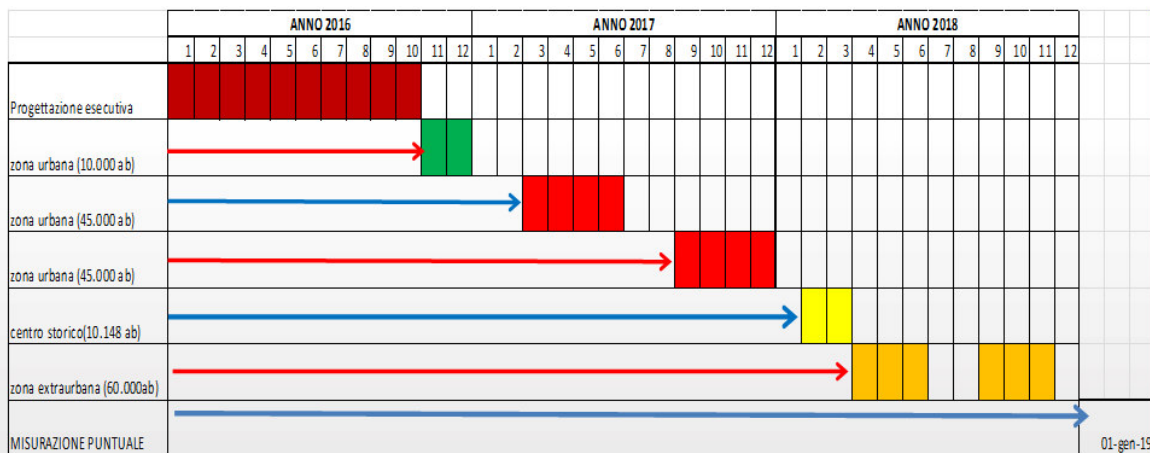 ANNO 2016 ANNO 2017 ANNO 2018
1 2 3 4 5 6 7 8 9 10 11 12 1 2 3 4 5 6 7 8 9 10 11 12 1 2 3 4 5 6 7 8 9 10 11 12
Progettazione esecutiva
zona urbana (10.000 ab)
zona urbana (45.000 ab)
zona urbana (45.000 ab)
centro storico(10.148 ab)
zona extraurbana (60.000ab)
MISURAZIONE PUNTUALE 01-gen-19